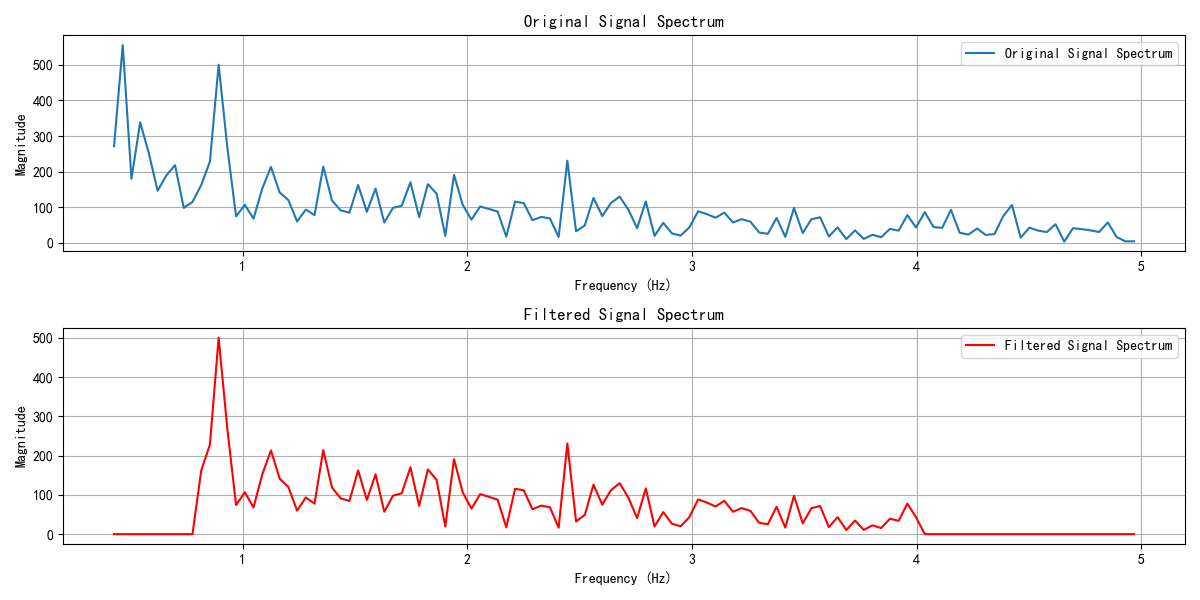 Original Signal Spectrum
Original Signal Spectrum
Magnitude
500
400
300
200
100
0
1
2
3
4
5
Frequency (Hz)
Filtered Signal Spectrum
Filtered Signal Spectrum
Magnitude
500
400
300
200
100
0
1
2
3
4
5
Frequency (Hz)